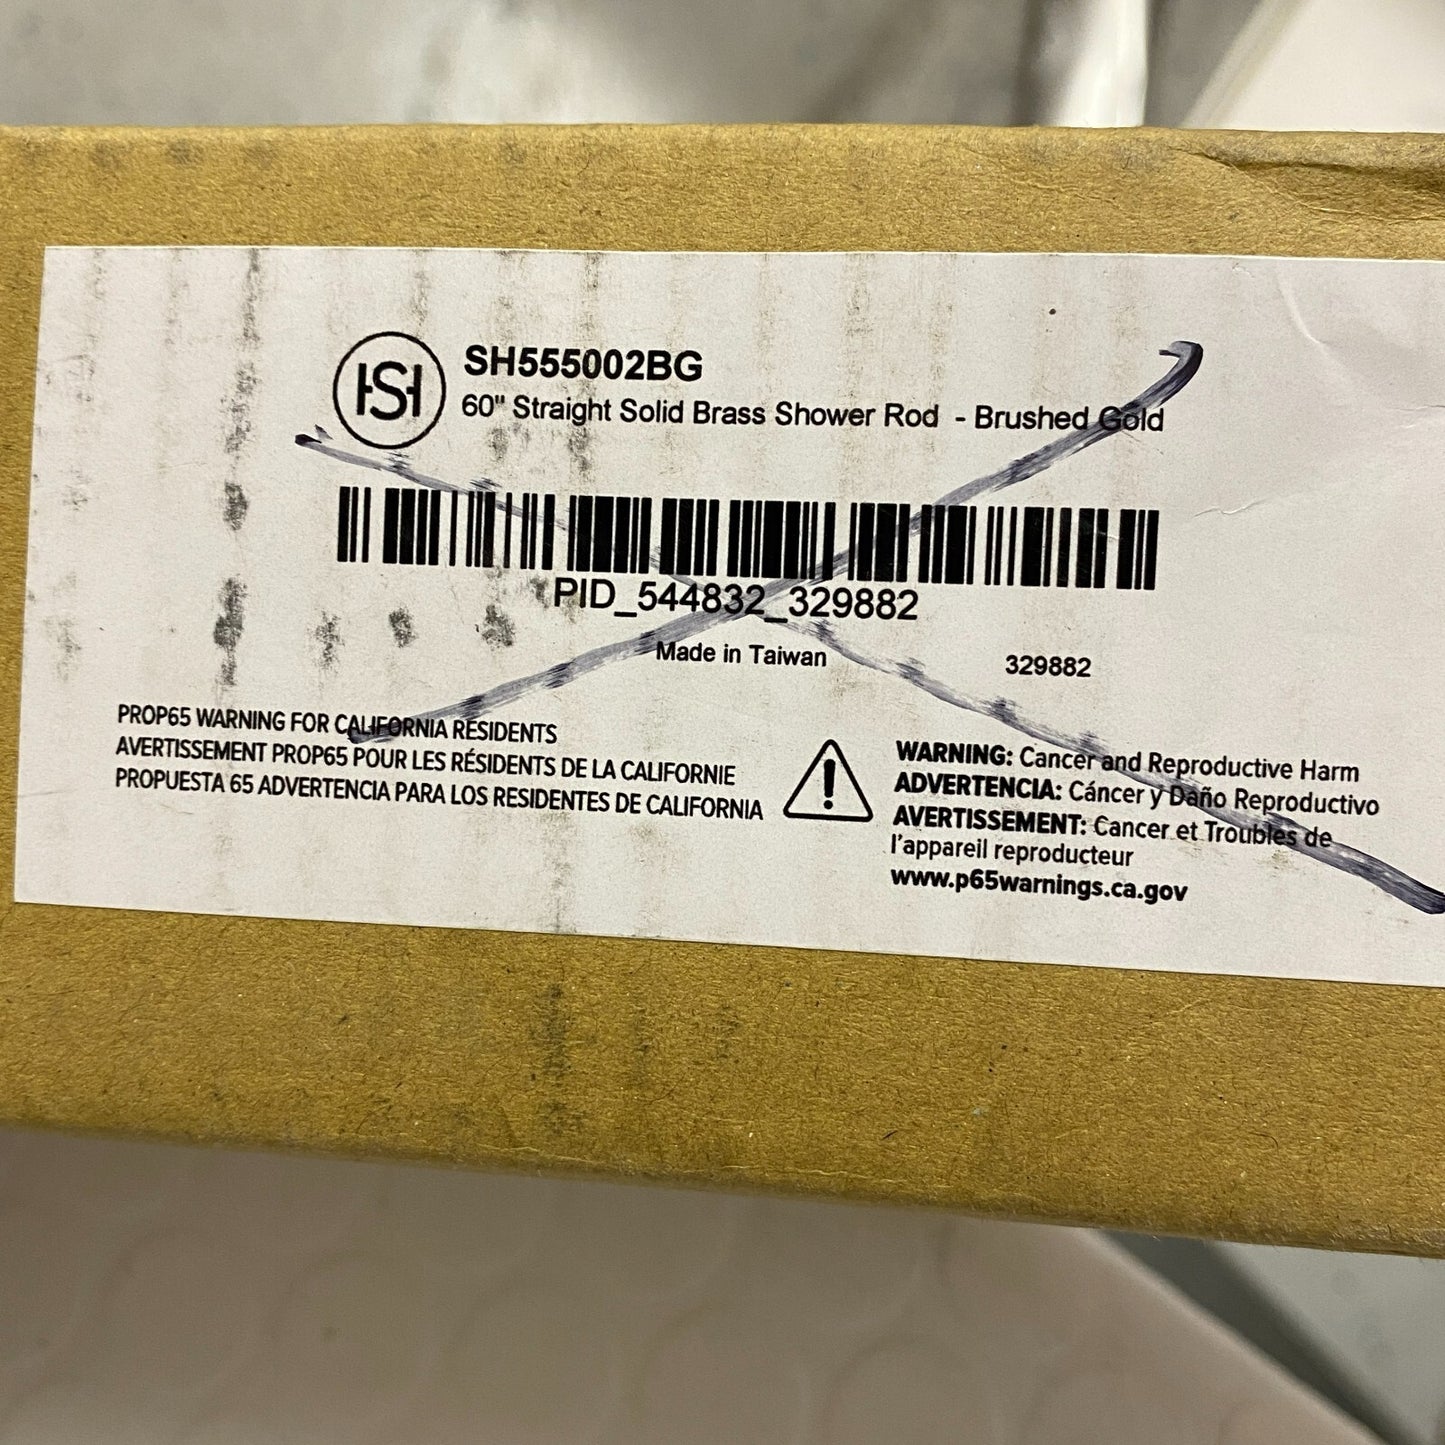 SH
SH555002BG
60" Straight Solid Brass Shower Rod - Brushed Gold
PID_544832_329882
Made in Taiwan
329882
PROP65 WARNING FOR CALIFORNIA RESIDENTS
AVERTISSEMENT PROP65 POUR LES RÉSIDENTS DE LA CALIFORNIE
PROPUESTA 65 ADVERTENCIA PARA LOS RESIDENTES DE CALIFORNIA
WARNING: Cancer and Reproductive Harm
ADVERTENCIA: Cáncer y Daño Reproductivo
AVERTISSEMENT: Cancer et Troubles de
l'appareil reproducteur
www.p65warnings.ca.gov